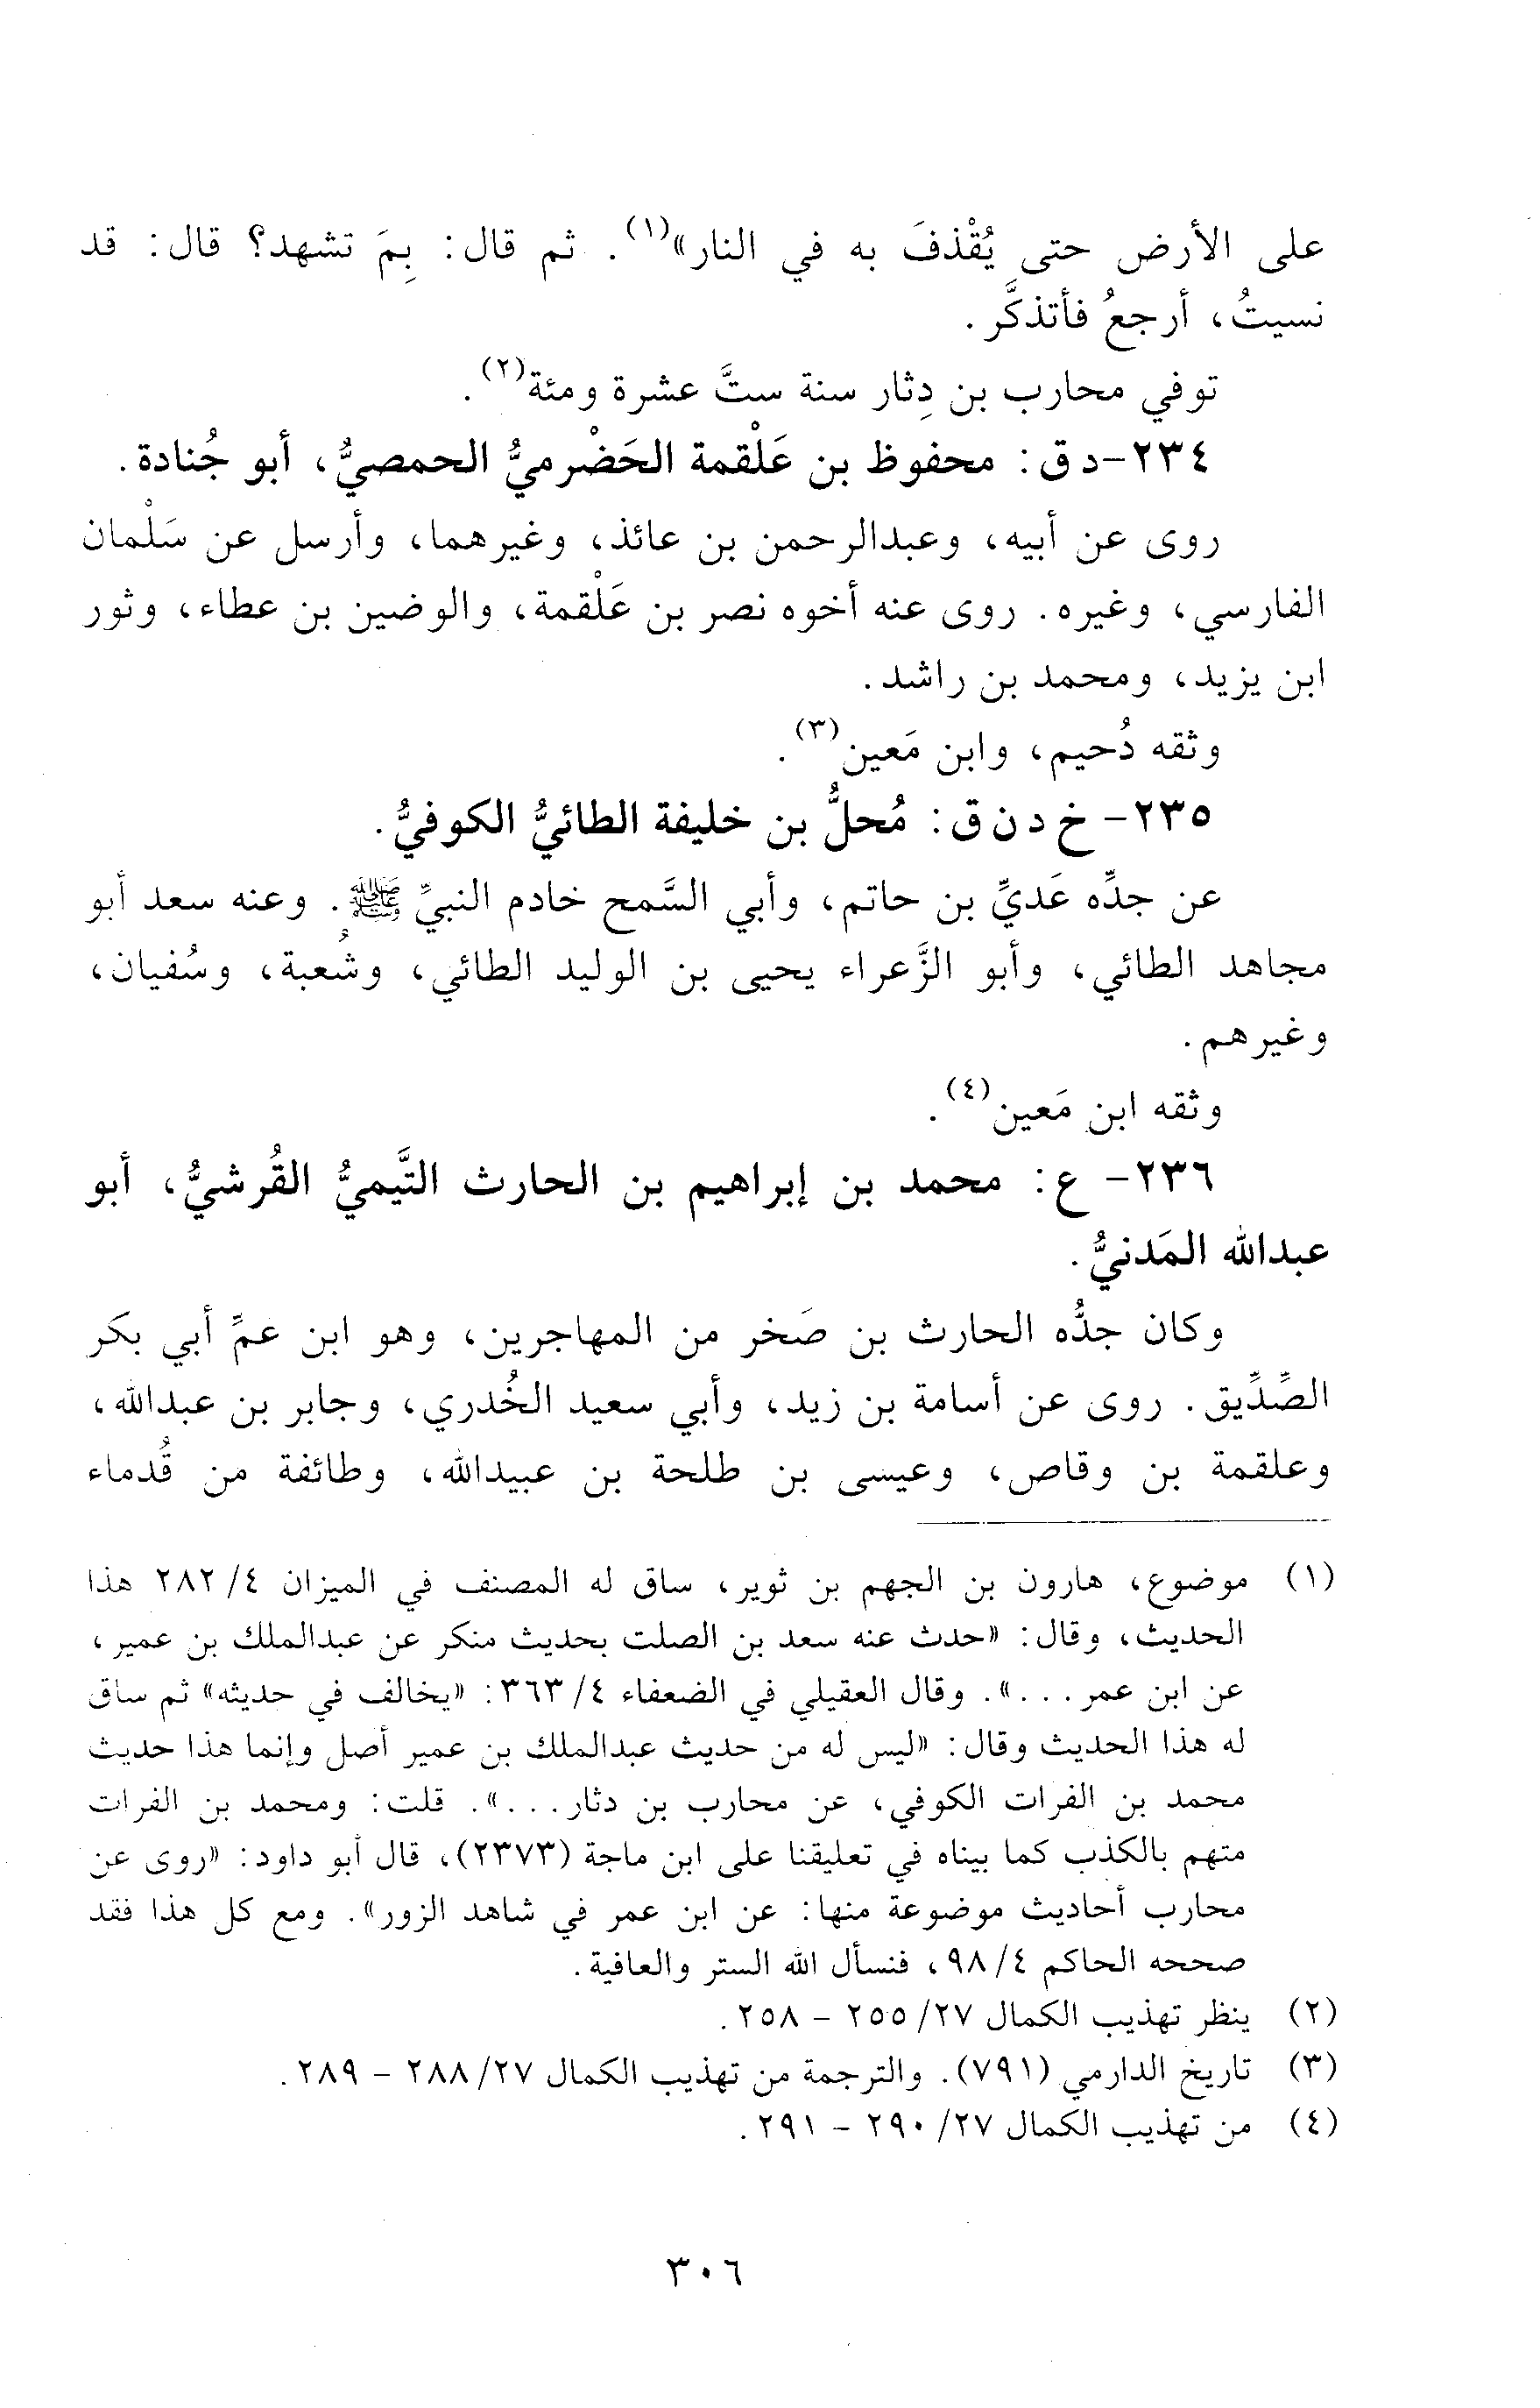 على الأرض حتى يُقْذفَ به في النار»(١). ثم قال: بِمَ تشهد؟ قال: قد
نسيتُ، أرجعُ فأتذكَّر.
توفي محارب بن دِثار سنة ستَّ عشرة ومئة(٢).
٢٣٤-د ق: محفوظ بن عَلْقمة الحَضْرميُّ الحمصيُّ، أبو جُنادة.
روى عن أبيه، وعبدالرحمن بن عائذ، وغيرهما، وأرسل عن سَلْمان
الفارسي، وغيره. روى عنه أخوه نصر بن عَلْقمة، والوضين بن عطاء، وثور
ابن يزيد، ومحمد بن راشد.
وثقه دُحيم، وابن مَعين(٣).
٢٣٥- خ د ن ق: مُحلُّ بن خليفة الطائيُّ الكوفيُّ.
عن جدِّه عَديِّ بن حاتم، وأبي السَّمح خادم النبيِّ ﷺ. وعنه سعد أبو
مجاهد الطائي، وأبو الزَّعراء يحيى بن الوليد الطائي، وشُعبة، وسُفيان،
وغيرهم.
وثقه ابن مَعين(٤).
٢٣٦- ع: محمد بن إبراهيم بن الحارث التَّيميُّ القُرشيُّ، أبو
عبدالله المَدنيُّ.
وكان جدُّه الحارث بن صَخر من المهاجرين، وهو ابن عمِّ أبي بكر
الصِّدِّيق. روى عن أسامة بن زيد، وأبي سعيد الخُدري، وجابر بن عبدالله،
وعلقمة بن وقاص، وعيسى بن طلحة بن عبيدالله، وطائفة من قُدماء
(١) موضوع، هارون بن الجهم بن ثوير، ساق له المصنف في الميزان ٤/ ٢٨٢ هذا
الحديث، وقال: «حدث عنه سعد بن الصلت بحديث منكر عن عبدالملك بن عمير،
عن ابن عمر...». وقال العقيلي في الضعفاء ٤/ ٣٦٣: «يخالف في حديثه» ثم ساق
له هذا الحديث وقال: «ليس له من حديث عبدالملك بن عمير أصل وإنما هذا حديث
محمد بن الفرات الكوفي، عن محارب بن دثار...». قلت: ومحمد بن الفرات
متهم بالكذب كما بيناه في تعليقنا على ابن ماجة (٢٣٧٣)، قال أبو داود: «روى عن
محارب أحاديث موضوعة منها: عن ابن عمر في شاهد الزور». ومع كل هذا فقد
صححه الحاكم ٤/ ٩٨، فنسأل الله الستر والعافية.
(٢) ينظر تهذيب الكمال ٢٧/ ٢٥٥ - ٢٥٨.
(٣) تاريخ الدارمي (٧٩١). والترجمة من تهذيب الكمال ٢٧/ ٢٨٨ - ٢٨٩.
(٤) من تهذيب الكمال ٢٧/ ٢٩٠ - ٢٩١.
٣٠٦